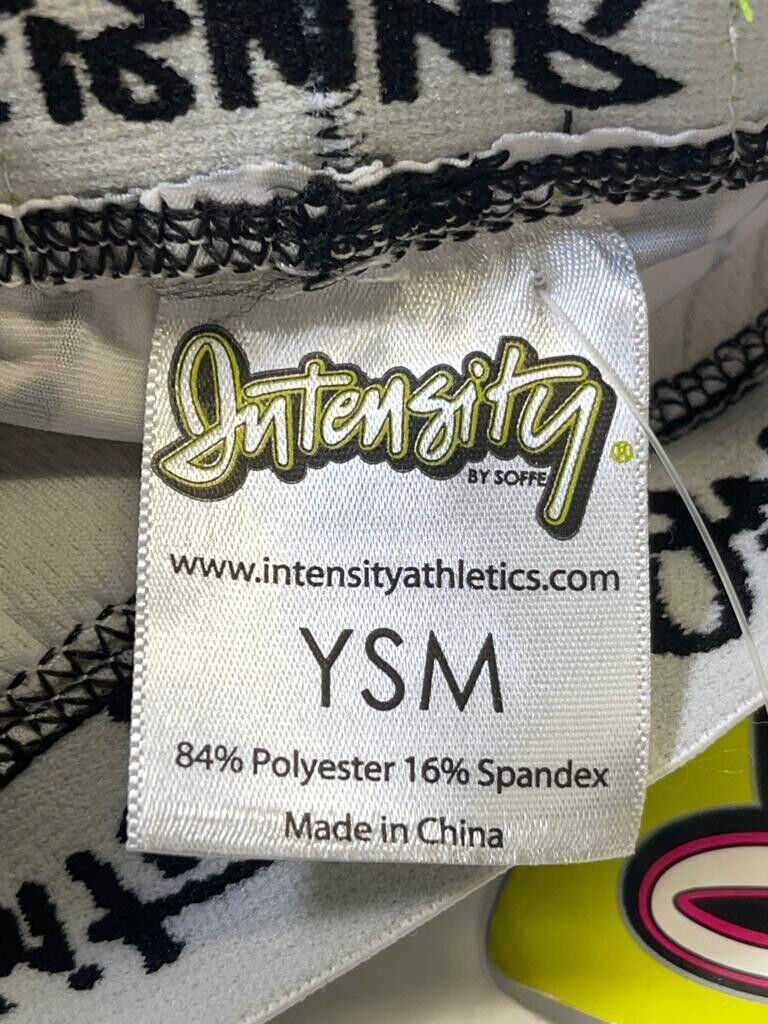 Intensity
BY SOFFE
®
www.intensityathletics.com
YSM
84% Polyester 16% Spandex
Made in China